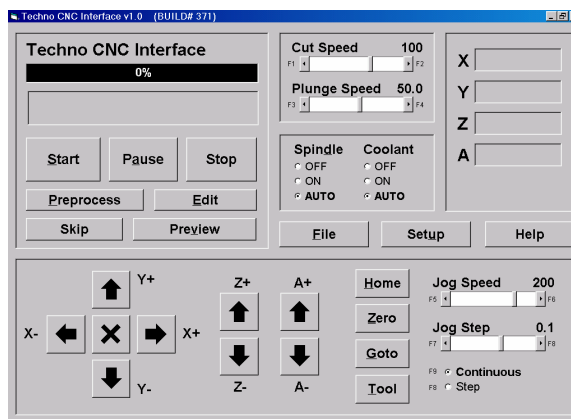 Techno CNC Interface v1.0 (BUILD# 371)
Techno CNC Interface
0%
Start Pause Stop
Preprocess Edit
Skip Preview
Cut Speed 100
F1 F2
Plunge Speed 50.0
F3 F4
Spindle Coolant
OFF OFF
ON ON
AUTO AUTO
X
Y
Z
A
File Setup Help
Y+
X- X+
Y-
Z+ A+
Z- A-
Home
Zero
Goto
Tool
Jog Speed 200
F5 F6
Jog Step 0.1
F7 F8
F9 Continuous
F8 Step